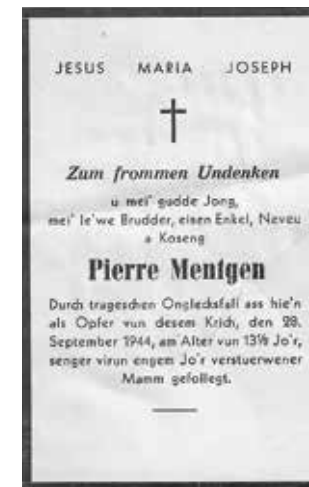 JESUS MARIA JOSEPH
Zum frommen Undenken
u mei' gudde Jong,
mei' le'we Brudder, eisen Enkel, Neveu
a Koseng
Pierre Mentgen
Durch trageschen Onglecksfall ass hie'n
als Opfer vun desem Krich, den 28.
September 1944, am Alter vun 13½ Jo'r,
senger virun engem Jo'r verstuerwener
Mamm gefollegt.